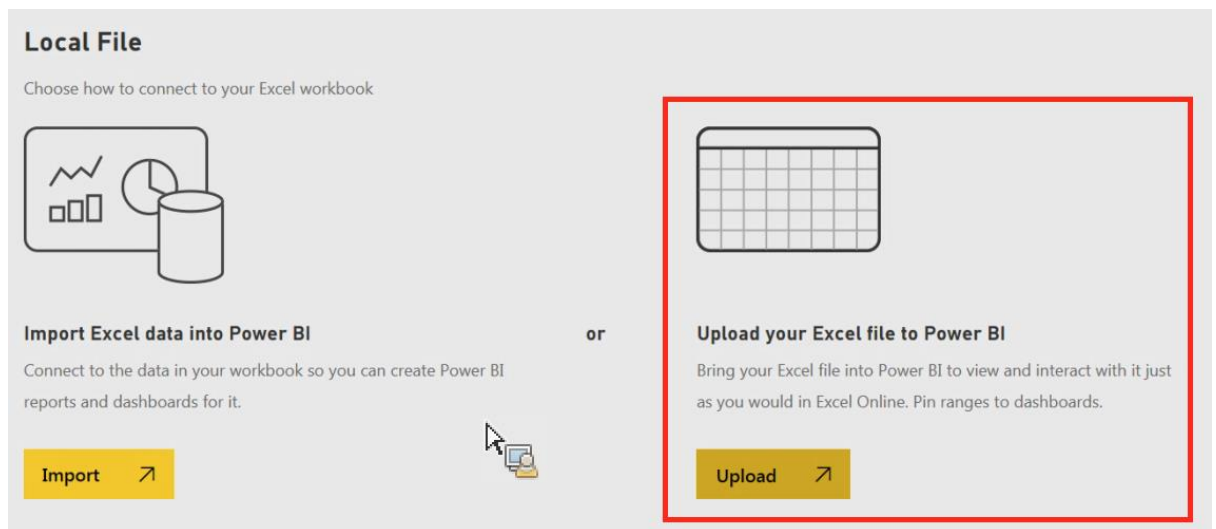 Local File
Choose how to connect to your Excel workbook
Import Excel data into Power BI
Connect to the data in your workbook so you can create Power BI
reports and dashboards for it.
Import
or
Upload your Excel file to Power BI
Bring your Excel file into Power BI to view and interact with it just
as you would in Excel Online. Pin ranges to dashboards.
Upload